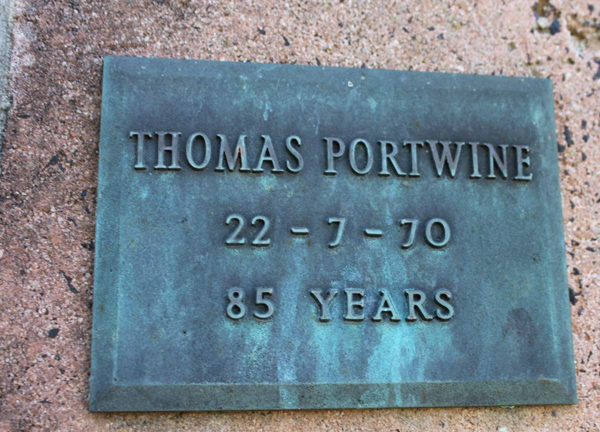 THOMAS PORTWINE
22 - 7 - 70
85 YEARS